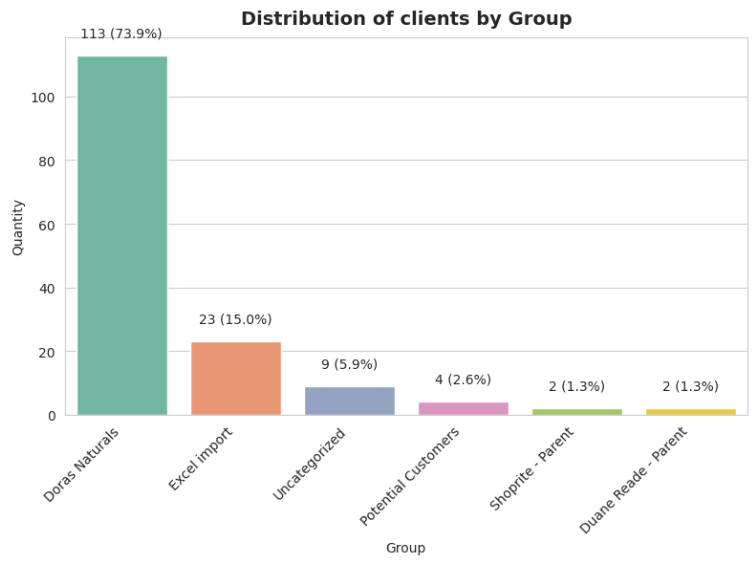 Distribution of clients by Group
113 (73.9%)
23 (15.0%)
9 (5.9%)
4 (2.6%)
2 (1.3%)
2 (1.3%)
100
80
60
40
20
0
Quantity
Doras Naturals
Excel import
Uncategorized
Potential Customers
Shoprite - Parent
Duane Reade - Parent
Group